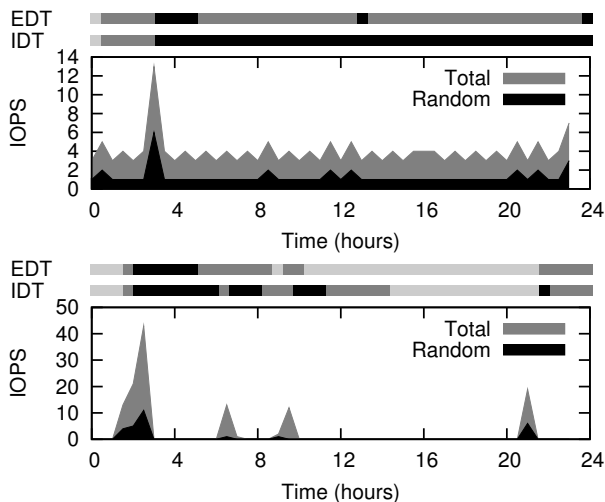 EDT
IDT
14
12
10
8
6
4
2
0
IOPS
Total
Random
0 4 8 12 16 20 24
Time (hours)
EDT
IDT
50
40
30
20
10
0
IOPS
Total
Random
0 4 8 12 16 20 24
Time (hours)